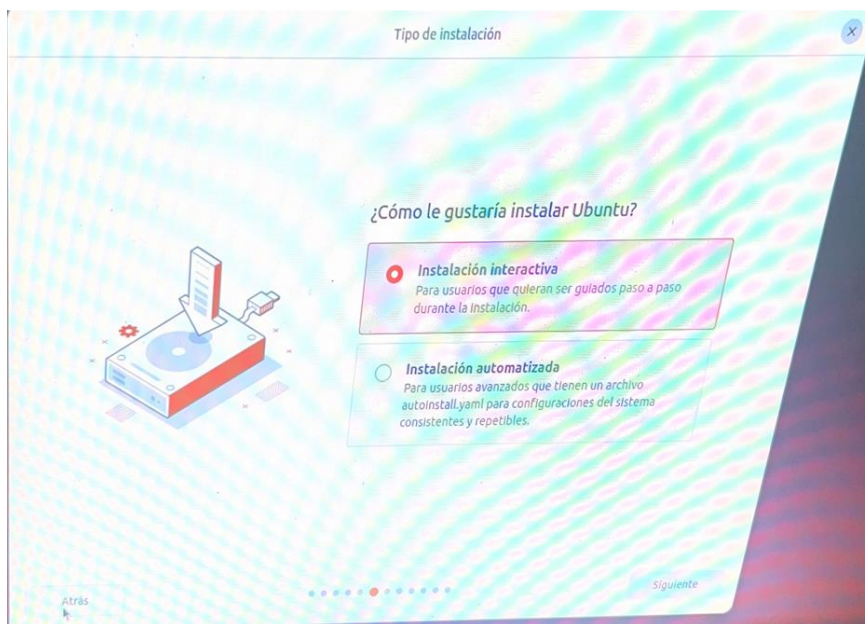 Tipo de instalación
¿Cómo le gustaría instalar Ubuntu?
Instalación interactiva
Para usuarios que quieran ser guiados paso a paso
durante la instalación.
Instalación automatizada
Para usuarios avanzados que tienen un archivo
autoinstall.yaml para configuraciones del sistema
consistentes y repetibles.
Atrás
Siguiente